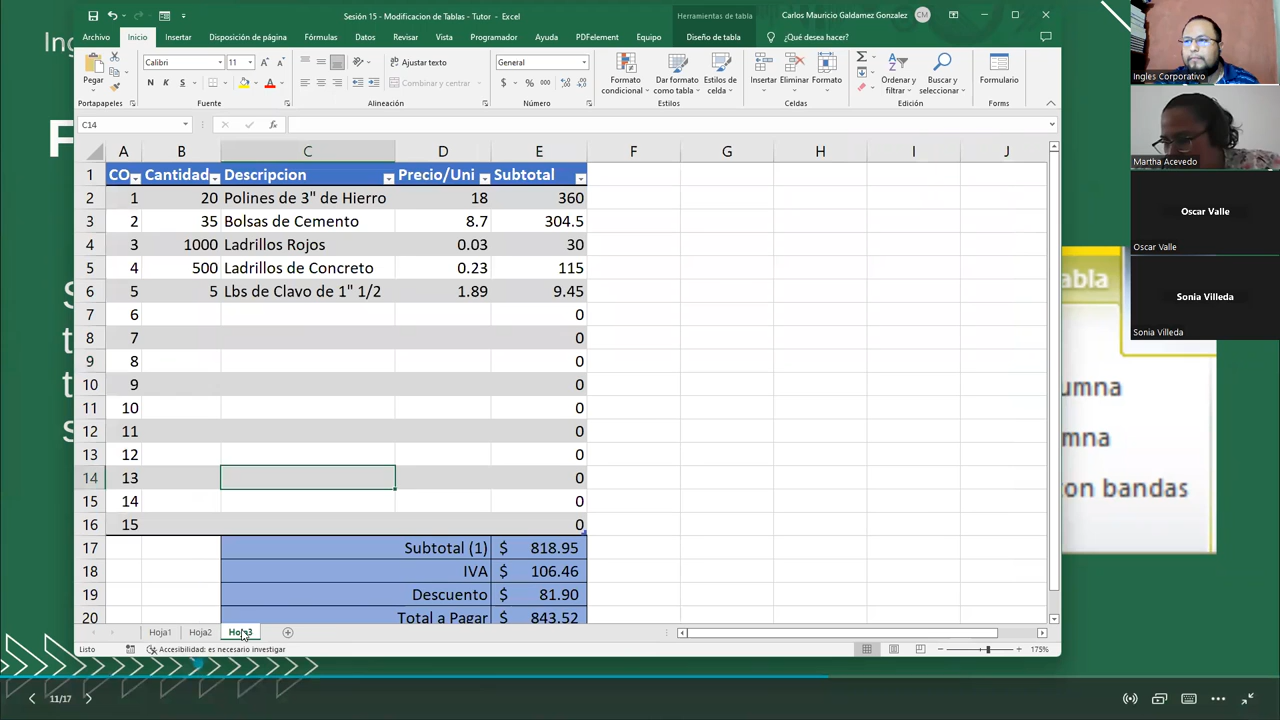 Sesión 15 - Modificacion de Tablas - Tutor - Excel
Herramientas de tabla
Carlos Mauricio Galdamez Gonzalez
CM
Archivo Inicio Insertar Disposición de página Fórmulas Datos Revisar Vista Programador Ayuda PDFelement Equipo Diseño de tabla ¿Qué desea hacer?
Pegar
Calibri 11
N K S
Ajustar texto
Combinar y centrar
General
$ % 000
Formato condicional
Dar formato como tabla
Estilos de celda
Insertar Eliminar Formato
Ordenar y filtrar
Buscar y seleccionar
Formulario
Portapapeles Fuente Alineación Número Estilos Celdas Edición Forms
C14 fx
A B C D E F G H I J
1 CO Cantidad Descripcion Precio/Uni Subtotal
2 1 20 Polines de 3" de Hierro 18 360
3 2 35 Bolsas de Cemento 8.7 304.5
4 3 1000 Ladrillos Rojos 0.03 30
5 4 500 Ladrillos de Concreto 0.23 115
6 5 5 Lbs de Clavo de 1" 1/2 1.89 9.45
7 6 0
8 7 0
9 8 0
10 9 0
11 10 0
12 11 0
13 12 0
14 13 0
15 14 0
16 15 0
17 Subtotal (1) $ 818.95
18 IVA $ 106.46
19 Descuento $ 81.90
20 Total a Pagar $ 843.52
Hoja1 Hoja2 Hoja3
Listo Accesibilidad: es necesario investigar 175%
11/17
Ingles Corporativo
Martha Acevedo
Oscar Valle
Oscar Valle
Sonia Villeda
Sonia Villeda
Ing
abla
umna
mna
con bandas